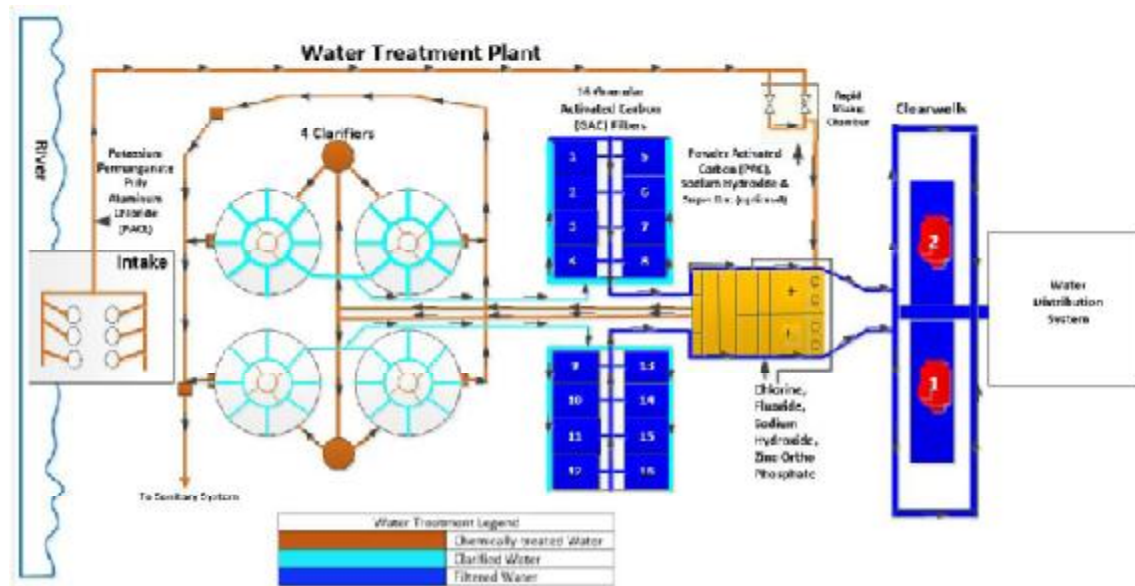 Water Treatment Plant
River
Potassium
Permanganate
Poly
Aluminum
Chloride
(PACl)
Intake
4 Clarifiers
16 Granular
Activated Carbon
(GAC) Filters
1 5
2 6
3 7
4 8
9 13
10 14
11 15
12 16
Rapid
Mixing
Chamber
Powder Activated
Carbon (PAC),
Sodium Hydroxide &
(optional)
Chlorine,
Fluoride,
Sodium
Hydroxide,
Zinc Ortho
Phosphate
Clearwells
2
1
Water
Distribution
System
To Sanitary System
Water Treatment Legend
Chemically treated Water
Clarified Water
Filtered Water